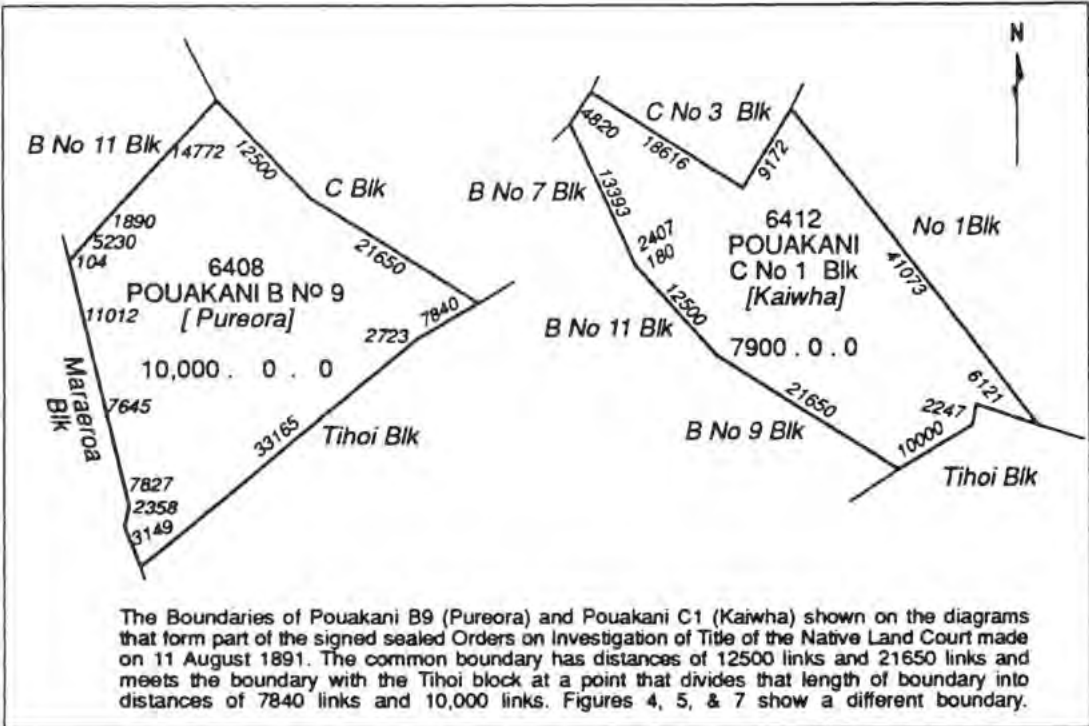 N
B No 11 Blk
14772
12500
C Blk
1890
5230
104
21650
6408
POUAKANI B Nº 9
[ Pureora]
10,000 . 0 . 0
11012
7840
2723
Maraeroa
Blk
7645
33165
Tihoi Blk
7827
2358
3149
4820
C No 3 Blk
18616
9172
B No 7 Blk
13393
2407
180
6412
POUAKANI
C No 1 Blk
[Kaiwha]
No 1Blk
41073
12500
B No 11 Blk
7900 . 0 . 0
21650
B No 9 Blk
6121
2247
10000
Tihoi Blk
The Boundaries of Pouakani B9 (Pureora) and Pouakani C1 (Kaiwha) shown on the diagrams
that form part of the signed sealed Orders on Investigation of Title of the Native Land Court made
on 11 August 1891. The common boundary has distances of 12500 links and 21650 links and
meets the boundary with the Tihoi block at a point that divides that length of boundary into
distances of 7840 links and 10,000 links. Figures 4, 5, & 7 show a different boundary.